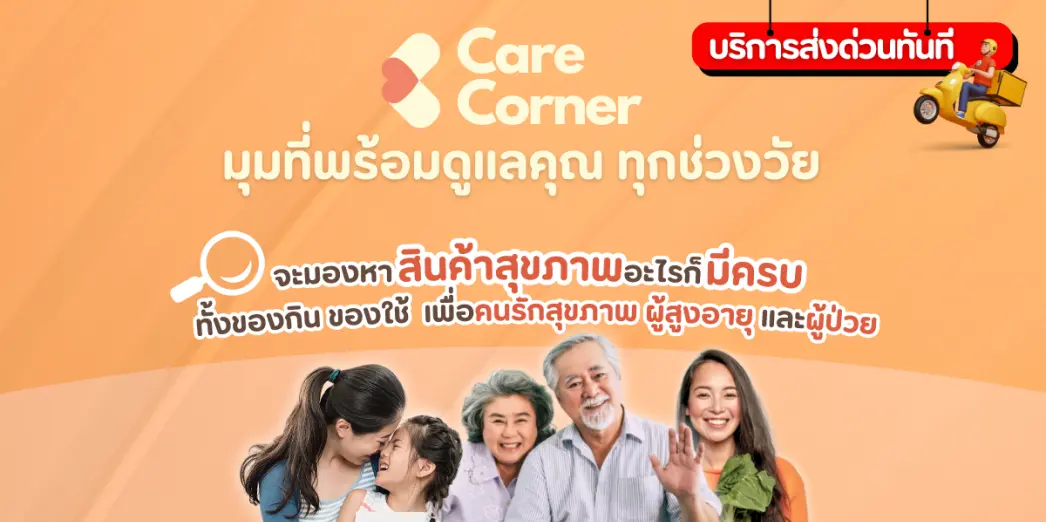 Care
Corner
บริการส่งด่วนทันที
มุมที่พร้อมดูแลคุณ ทุกช่วงวัย
จะมองหา สินค้าสุขภาพอะไรก็ มีครบ
ทั้งของกิน ของใช้ เพื่อคนรักสุขภาพ ผู้สูงอายุ และผู้ป่วย